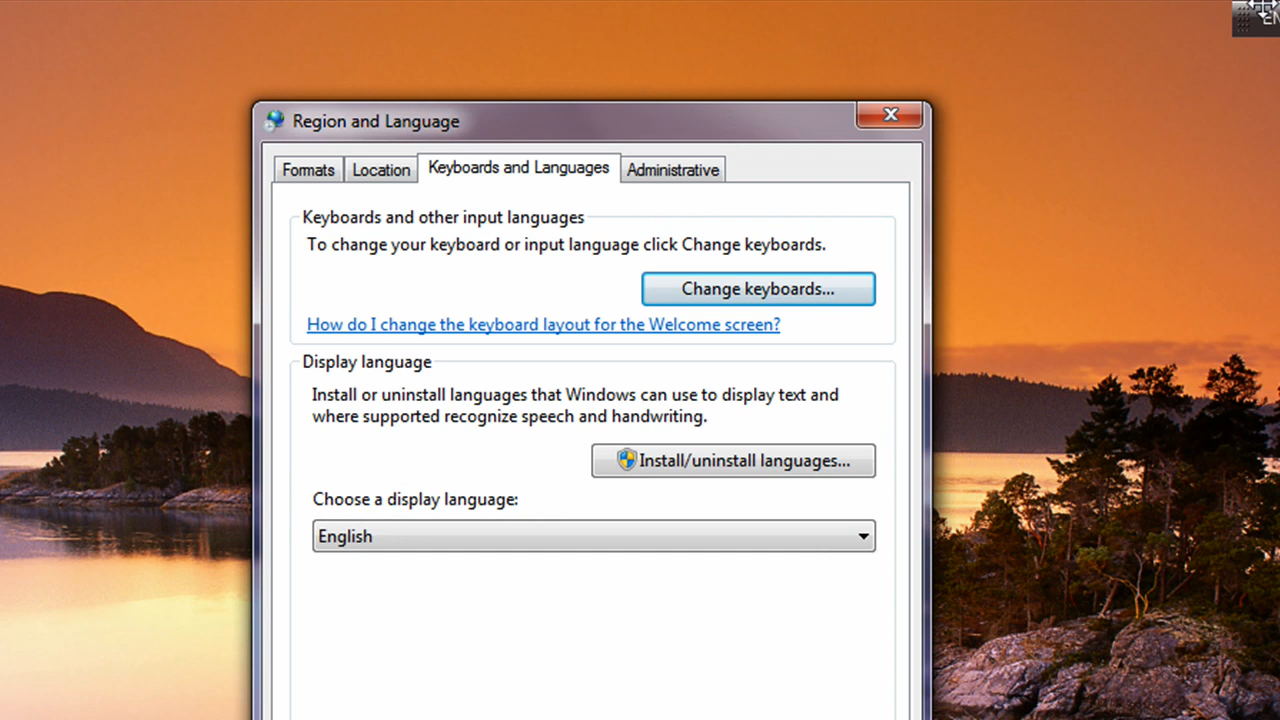 EN
Region and Language
Formats Location Keyboards and Languages Administrative
Keyboards and other input languages
To change your keyboard or input language click Change keyboards.
Change keyboards...
How do I change the keyboard layout for the Welcome screen?
Display language
Install or uninstall languages that Windows can use to display text and
where supported recognize speech and handwriting.
Install/uninstall languages...
Choose a display language:
English